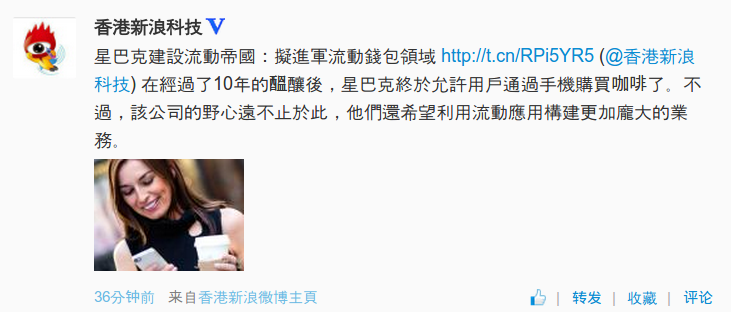 香港新浪科技 V
星巴克建設流動帝國：擬進軍流動錢包領域 http://t.cn/RPi5YR5 (@香港新浪
科技) 在經過了10年的醞釀後，星巴克終於允許用戶通過手機購買咖啡了。不
過，該公司的野心遠不止於此，他們還希望利用流動應用構建更加龐大的業
務。
36分钟前 来自香港新浪微博主頁 | 转发 | 收藏 | 评论